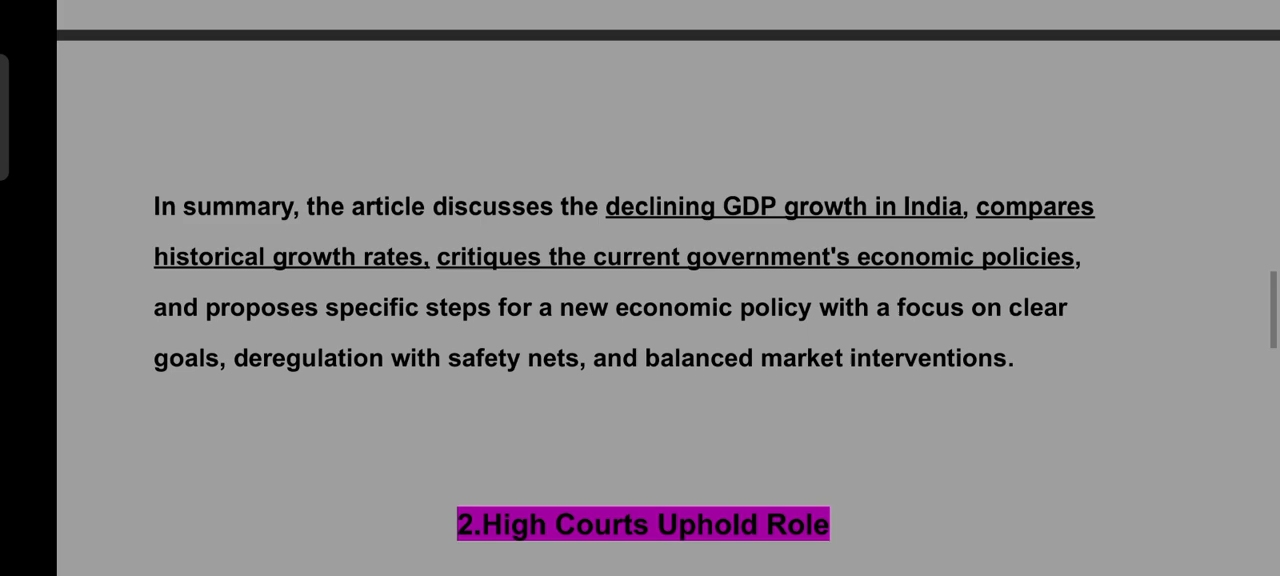 In summary, the article discusses the declining GDP growth in India, compares
historical growth rates, critiques the current government's economic policies,
and proposes specific steps for a new economic policy with a focus on clear
goals, deregulation with safety nets, and balanced market interventions.
2.High Courts Uphold Role